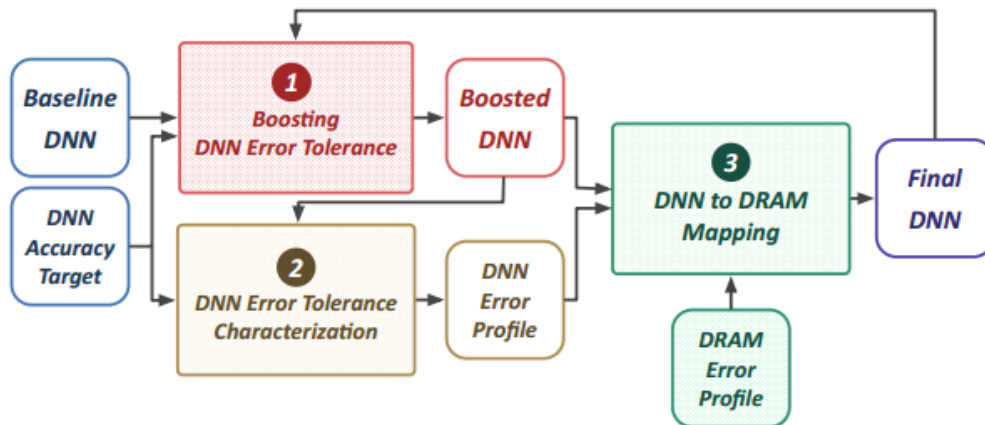 Baseline
DNN
DNN
Accuracy
Target
1
Boosting
DNN Error Tolerance
Boosted
DNN
2
DNN Error Tolerance
Characterization
DNN
Error
Profile
3
DNN to DRAM
Mapping
DRAM
Error
Profile
Final
DNN